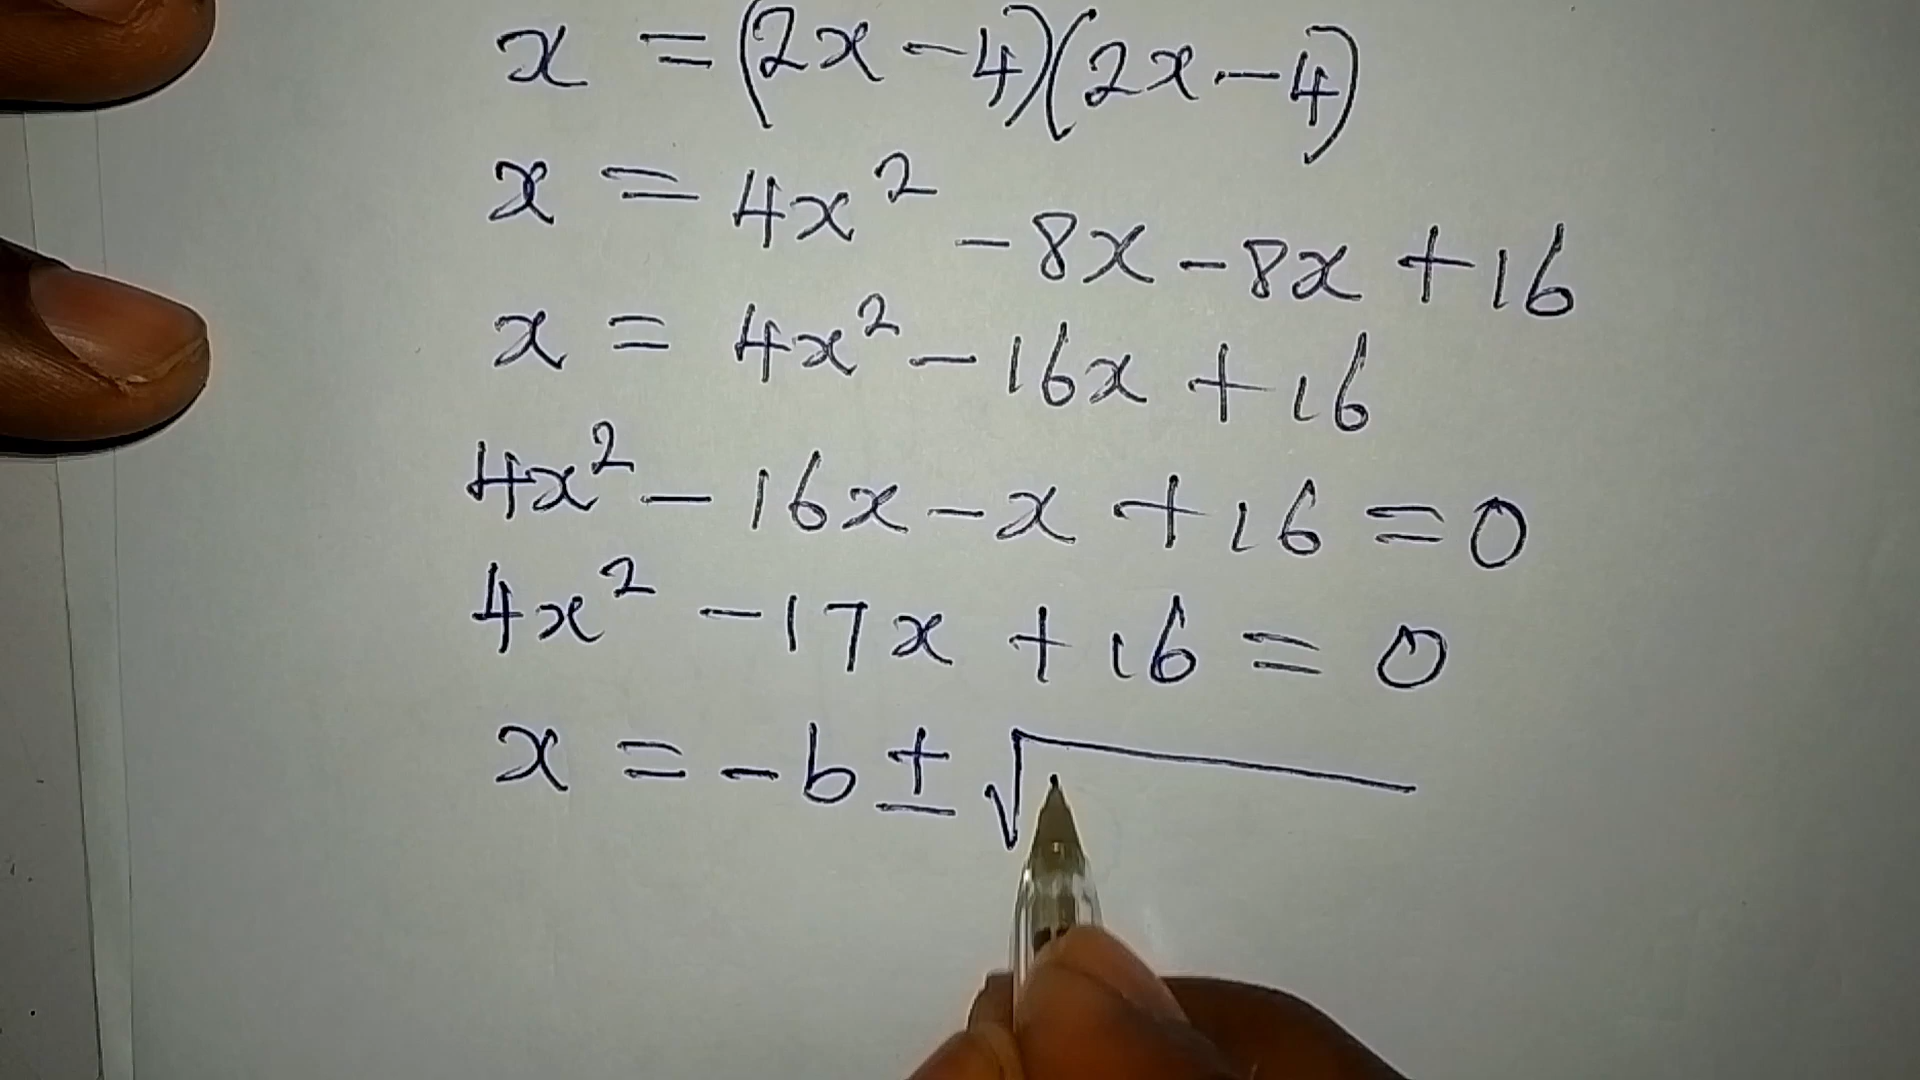 x = (2x - 4)(2x - 4)
x = 4x² - 8x - 8x + 16
x = 4x² - 16x + 16
4x² - 16x - x + 16 = 0
4x² - 17x + 16 = 0
x = -b ± √